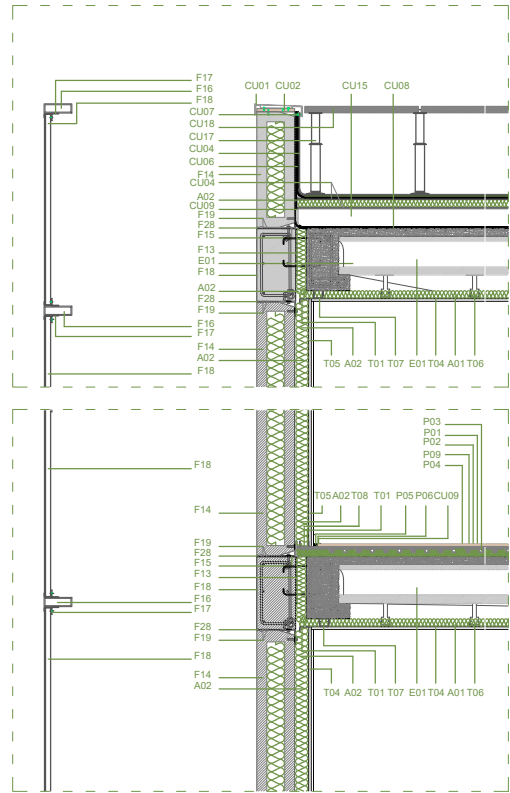 F17
F16
F18
CU01 CU02 CU15 CU08
CU07
CU18
CU17
CU04
CU06
F14
CU04
A02
CU09
F19
F28
F15
F13
E01
F18
A02
F28
F19
F16
F17
F14
A02
F18
T05 A02 T01 T07 E01 T04 A01 T06
P03
P01
P02
P09
P04
F18
T05 A02 T08 T01 P05 P06 CU09
F14
F19
F28
F15
F13
F18
F16
F17
F28
F19
F18
F14
A02
T04 A02 T01 T07 E01 T04 A01 T06